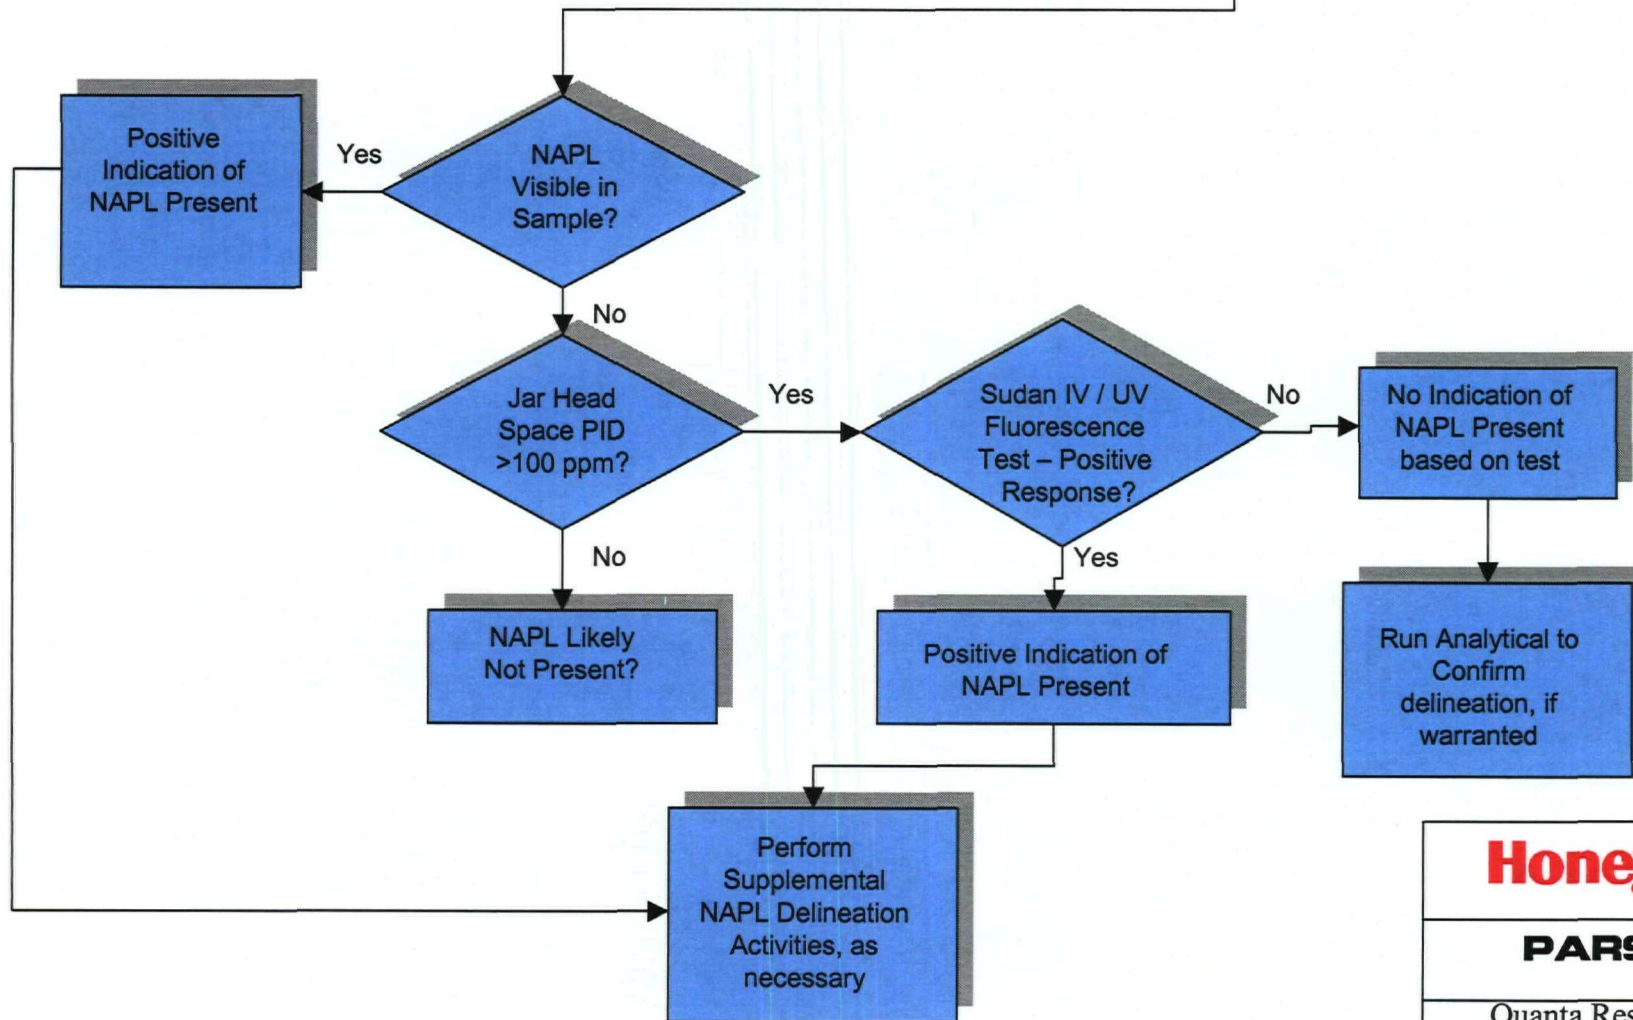 Positive
Indication of
NAPL Present
Yes
NAPL
Visible in
Sample?
No
Jar Head
Space PID
>100 ppm?
Yes
Sudan IV / UV
Fluorescence
Test – Positive
Response?
No
No Indication of
NAPL Present
based on test
No
Yes
NAPL Likely
Not Present?
Positive Indication of
NAPL Present
Run Analytical to
Confirm
delineation, if
warranted
Perform
Supplemental
NAPL Delineation
Activities, as
necessary
Quanta